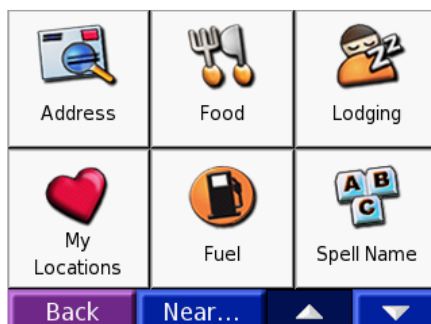 Address Food Lodging
A B
C
My
Locations
Fuel Spell Name
Back Near...